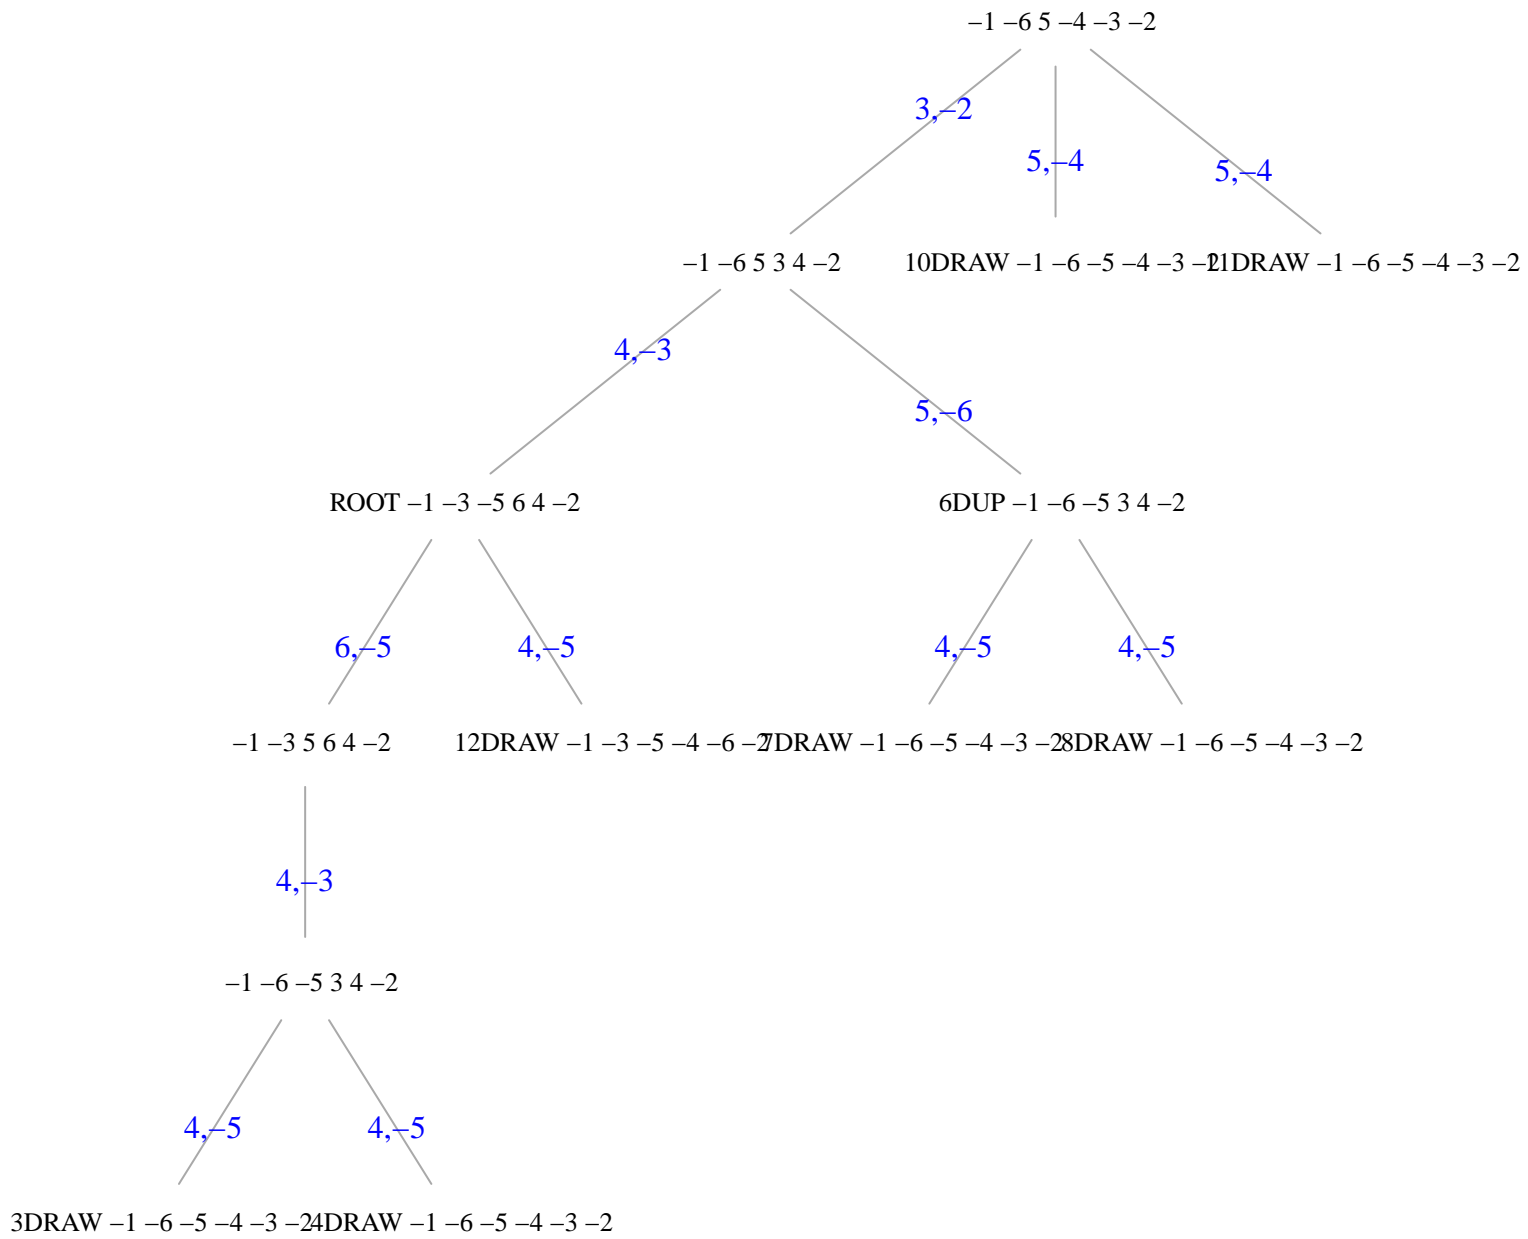 –1 –6 5 –4 –3 –2
3,–2
5,–4
5,–4
–1 –6 5 3 4 –2
10DRAW –1 –6 –5 –4 –3 –2
11DRAW –1 –6 –5 –4 –3 –2
4,–3
5,–6
ROOT –1 –3 –5 6 4 –2
6DUP –1 –6 –5 3 4 –2
6,–5
4,–5
4,–5
4,–5
–1 –3 5 6 4 –2
12DRAW –1 –3 –5 –4 –6 –2
7DRAW –1 –6 –5 –4 –3 –2
8DRAW –1 –6 –5 –4 –3 –2
4,–3
–1 –6 –5 3 4 –2
4,–5
4,–5
3DRAW –1 –6 –5 –4 –3 –2
4DRAW –1 –6 –5 –4 –3 –2